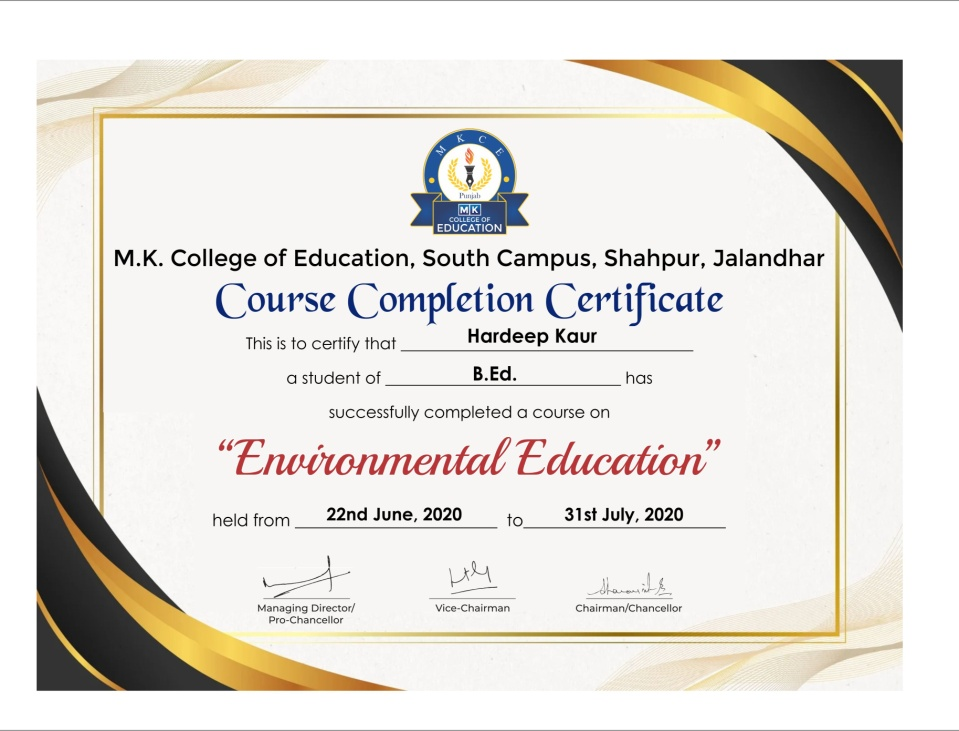 M K C E
Punjab
MK
COLLEGE OF
EDUCATION
M.K. College of Education, South Campus, Shahpur, Jalandhar
Course Completion Certificate
This is to certify that Hardeep Kaur
a student of B.Ed. has
successfully completed a course on
“Environmental Education”
held from 22nd June, 2020 to 31st July, 2020
Managing Director/ Vice-Chairman Chairman/Chancellor
Pro-Chancellor